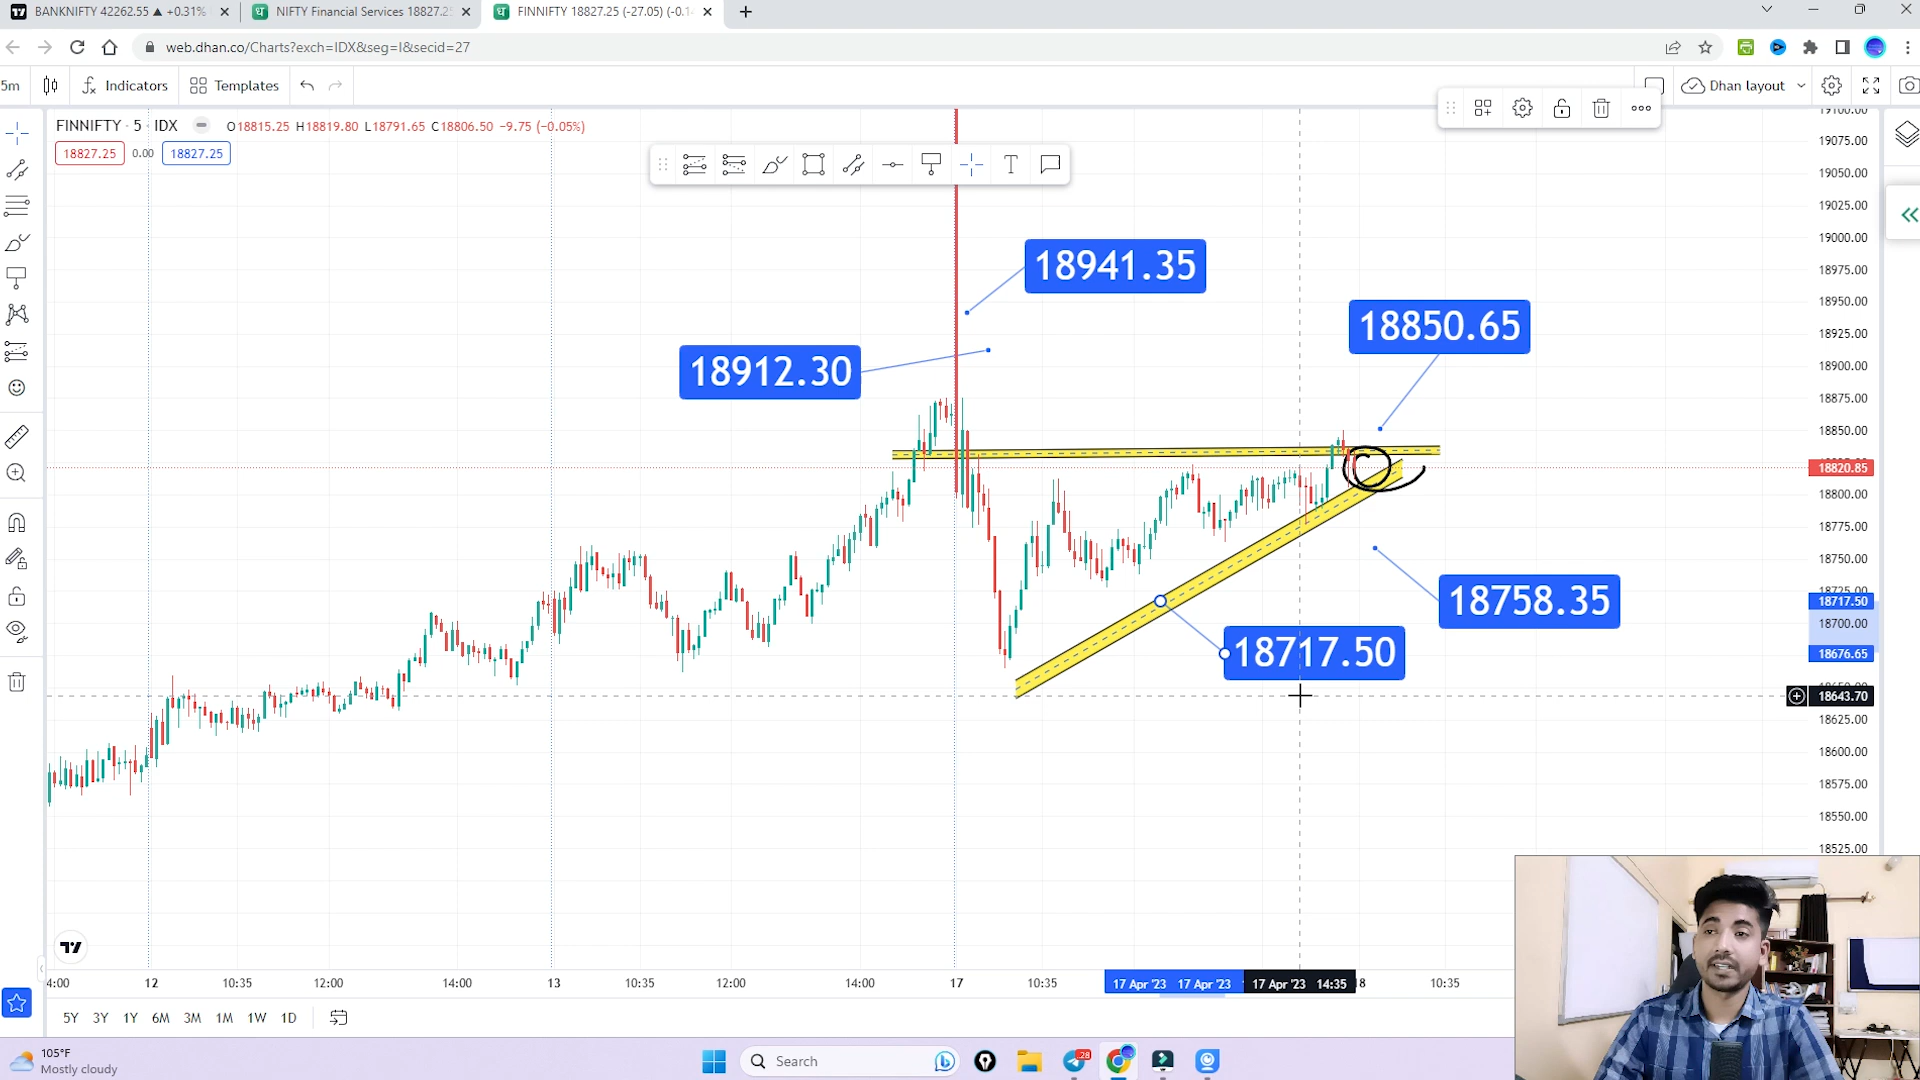 BANKNIFTY 42262.55 ▲ +0.31%
NIFTY Financial Services 18827.25
FINNIFTY 18827.25 (-27.05) (-0.1
web.dhan.co/Charts?exch=IDX&seg=I&secid=27
5m
Indicators
Templates
Dhan layout
FINNIFTY · 5 · IDX
O18815.25 H18819.80 L18791.65 C18806.50 -9.75 (-0.05%)
18827.25 0.00 18827.25
T
18941.35
18912.30
18850.65
18758.35
18717.50
19100.00
19075.00
19050.00
19025.00
19000.00
18975.00
18950.00
18925.00
18900.00
18875.00
18850.00
18820.85
18800.00
18775.00
18750.00
18725.00
18717.50
18700.00
18676.65
18643.70
18625.00
18600.00
18575.00
18550.00
18525.00
4:00 12 10:35 12:00 14:00 13 10:35 12:00 14:00 17 10:35 17 Apr '23 17 Apr '23 17 Apr '23 14:35 8 10:35
5Y 3Y 1Y 6M 3M 1M 1W 1D
105°F
Mostly cloudy
Search
28